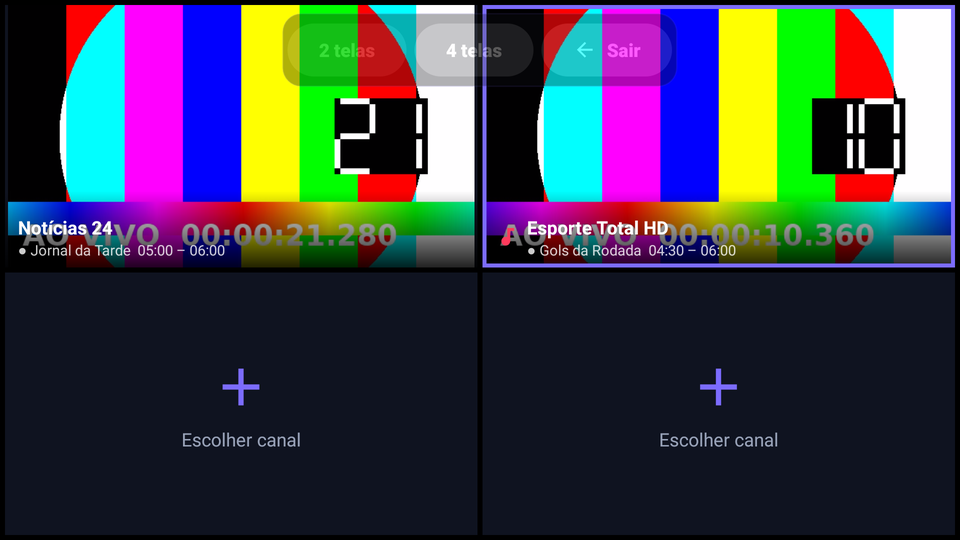 2 telas
4 telas
← Sair
21
10
AO VIVO 00:00:21.280
Notícias 24
● Jornal da Tarde 05:00 – 06:00
AO VIVO 00:00:10.360
Esporte Total HD
● Gols da Rodada 04:30 – 06:00
+
Escolher canal
+
Escolher canal